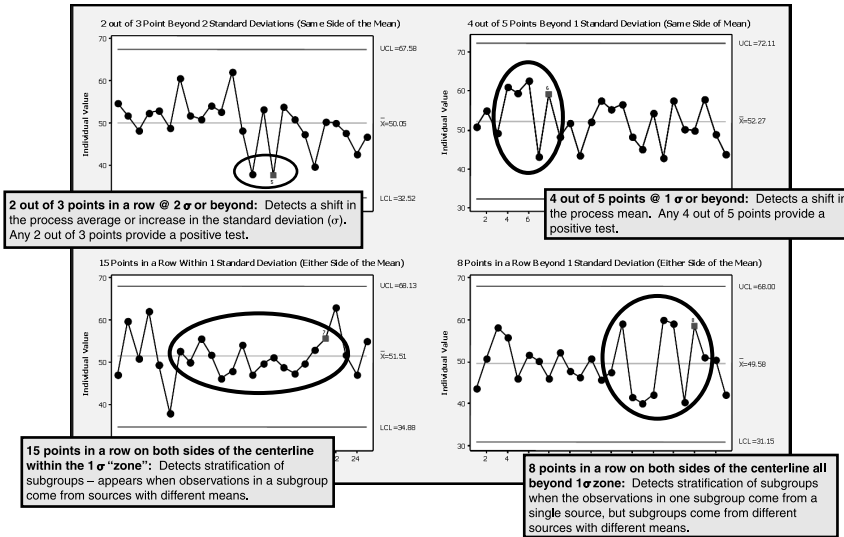 2 out of 3 Point Beyond 2 Standard Deviations (Same Side of the Mean)
70
60
50
40
Individual Value
UCL=67.58
X=50.05
LCL=32.52
5
2 out of 3 points in a row @ 2 σ or beyond: Detects a shift in
the process average or increase in the standard deviation (σ).
Any 2 out of 3 points provide a positive test.
4 out of 5 Points Beyond 1 Standard Deviation (Same Side of Mean)
70
60
50
40
30
Individual Value
UCL=72.11
X=52.27
6
2 4 6
4 out of 5 points @ 1 σ or beyond: Detects a shift in
the process mean. Any 4 out of 5 points provide a
positive test.
15 Points in a Row Within 1 Standard Deviation (Either Side of the Mean)
70
60
50
40
Individual Value
UCL=68.13
X=51.51
LCL=34.88
7
2 24
15 points in a row on both sides of the centerline
within the 1 σ “zone”: Detects stratification of
subgroups – appears when observations in a subgroup
come from sources with different means.
8 Points in a Row Beyond 1 Standard Deviation (Either Side of the Mean)
70
60
50
40
30
Individual Value
UCL=68.00
X=49.58
LCL=31.15
8
2 4 6
8 points in a row on both sides of the centerline all
beyond 1σ zone: Detects stratification of subgroups
when the observations in one subgroup come from a
single source, but subgroups come from different
sources with different means.